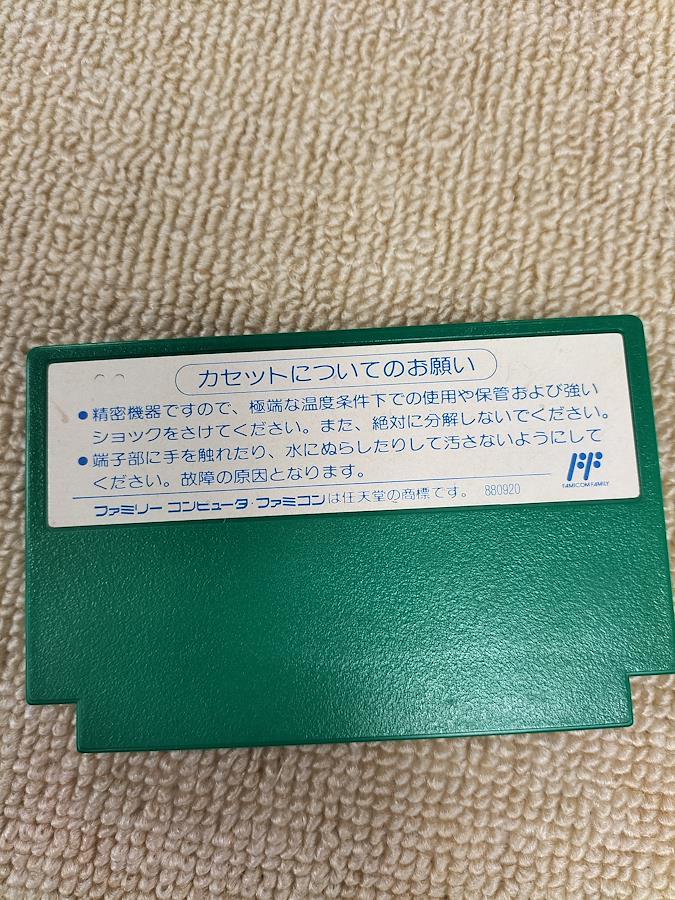 カセットについてのお願い
●精密機器ですので、極端な温度条件下での使用や保管および強い
ショックをさけてください。また、絶対に分解しないでください。
●端子部に手を触れたり、水にぬらしたりして汚さないようにして
ください。故障の原因となります。
FAMICOM FAMILY
ファミリーコンピュータ・ファミコンは任天堂の商標です。 880920